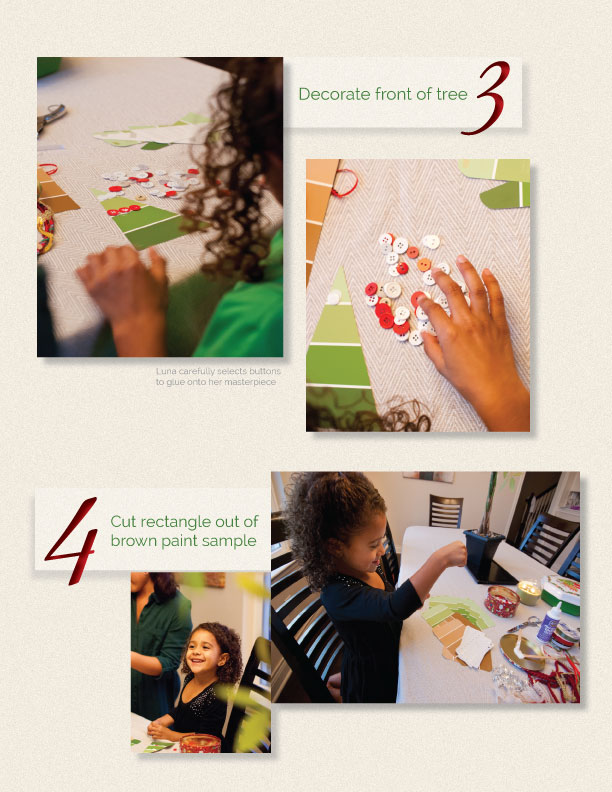 Decorate front of tree 3
Luna carefully selects buttons
to glue onto her masterpiece
4 Cut rectangle out of
brown paint sample